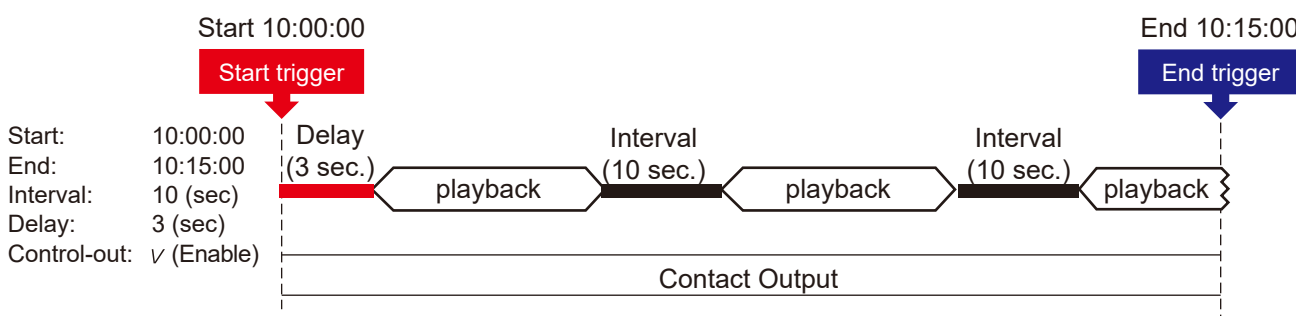 Start 10:00:00
End 10:15:00
Start trigger
End trigger
Start: 10:00:00
End: 10:15:00
Interval: 10 (sec)
Delay: 3 (sec)
Control-out: V (Enable)
Delay
(3 sec.)
playback
Interval
(10 sec.)
playback
Interval
(10 sec.)
playback
Contact Output